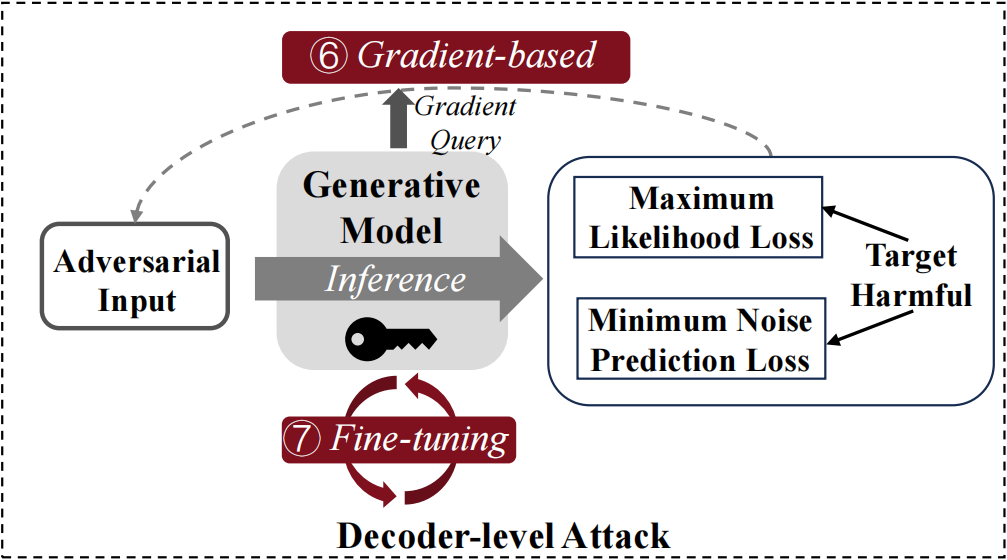 ⑥ Gradient-based
Gradient
Query
Generative
Model
Adversarial
Input
Inference
Maximum
Likelihood Loss
Target
Harmful
Minimum Noise
Prediction Loss
⑦ Fine-tuning
Decoder-level Attack